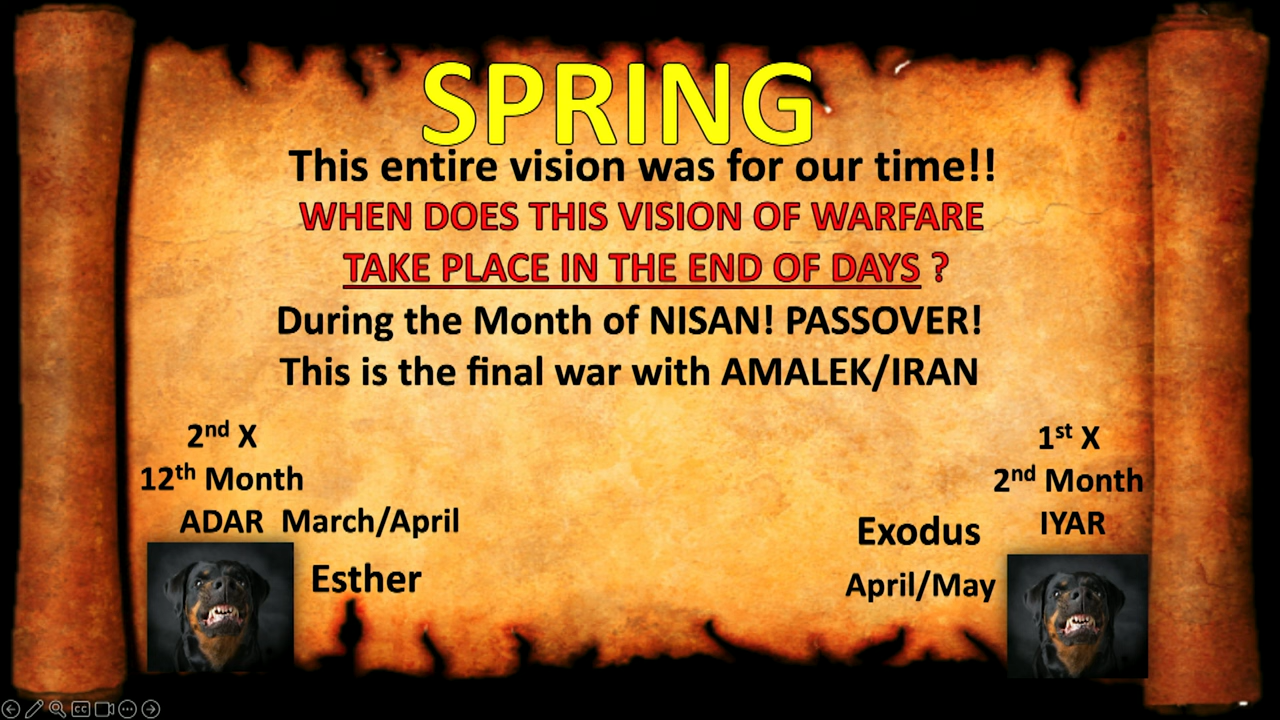 SPRING
This entire vision was for our time!!
WHEN DOES THIS VISION OF WARFARE
TAKE PLACE IN THE END OF DAYS ?
During the Month of NISAN! PASSOVER!
This is the final war with AMALEK/IRAN
2nd X
12th Month
ADAR March/April
Esther
1st X
2nd Month
IYAR
Exodus
April/May
CC